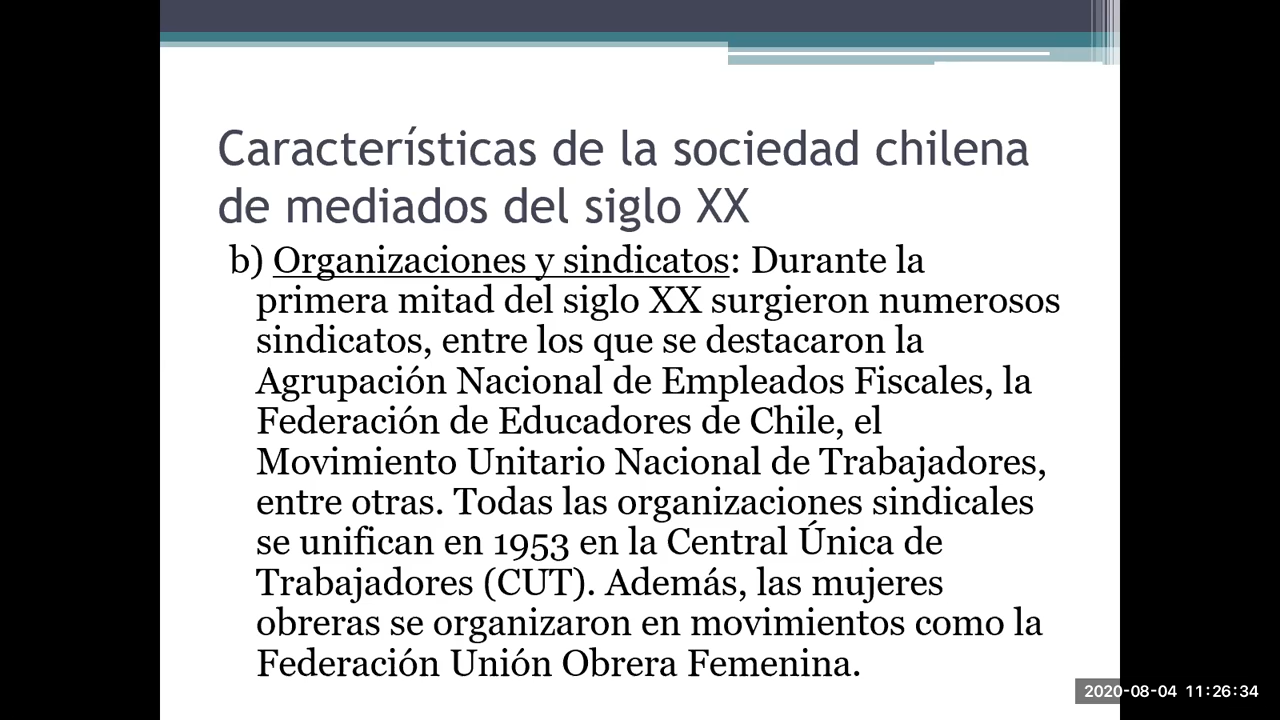 Características de la sociedad chilena
de mediados del siglo XX
b) Organizaciones y sindicatos: Durante la
primera mitad del siglo XX surgieron numerosos
sindicatos, entre los que se destacaron la
Agrupación Nacional de Empleados Fiscales, la
Federación de Educadores de Chile, el
Movimiento Unitario Nacional de Trabajadores,
entre otras. Todas las organizaciones sindicales
se unifican en 1953 en la Central Única de
Trabajadores (CUT). Además, las mujeres
obreras se organizaron en movimientos como la
Federación Unión Obrera Femenina.
2020-08-04 11:26:34